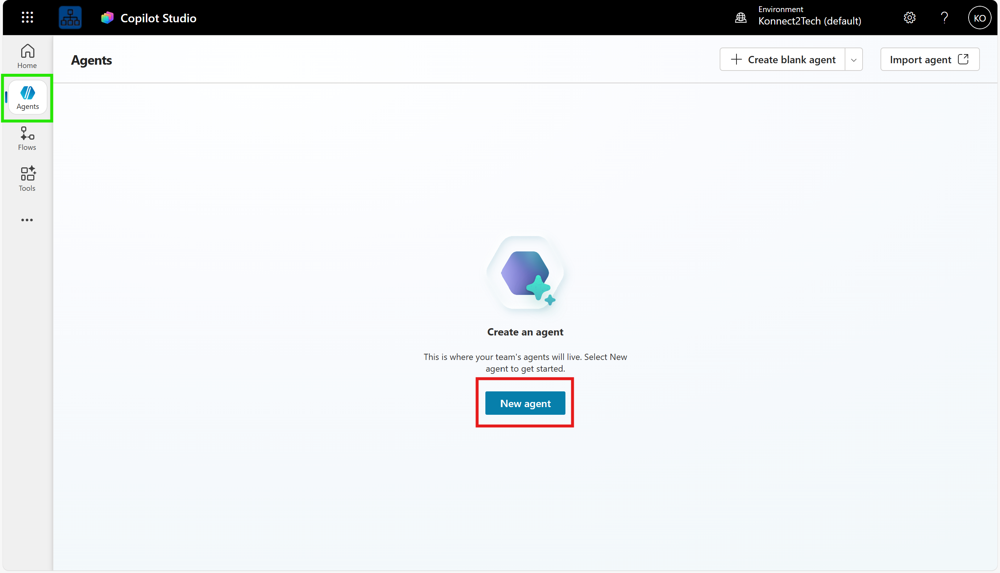 Copilot Studio
Environment
Konnect2Tech (default)
KO
Home
Agents
Flows
Tools
Agents
Create blank agent
Import agent
Create an agent
This is where your team's agents will live. Select New
agent to get started.
New agent